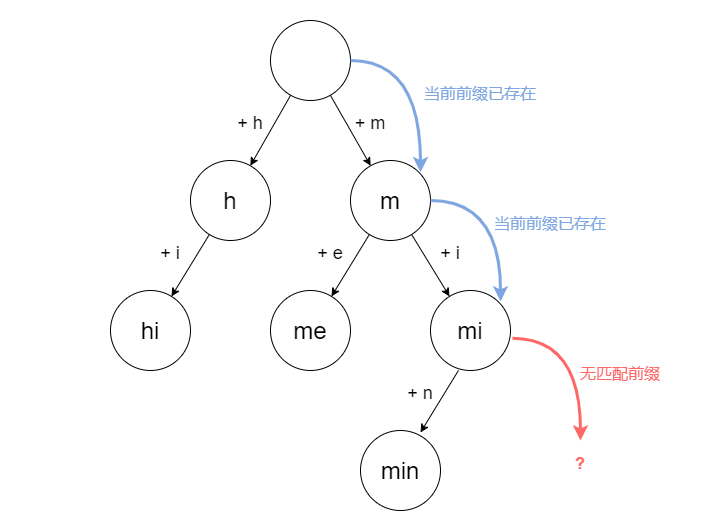 当前前缀已存在
+ h
+ m
h
m
当前前缀已存在
+ i
+ e
+ i
hi
me
mi
无匹配前缀
+ n
?
min